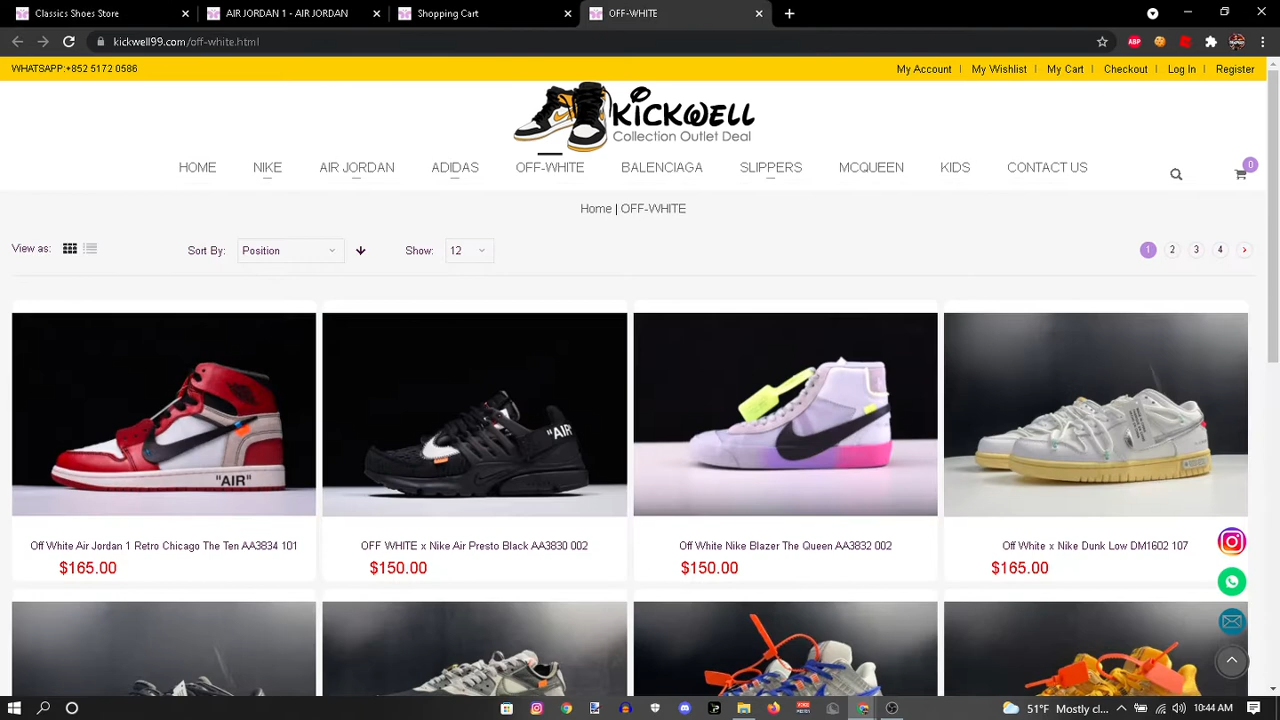 Classics Shoes Store
AIR JORDAN 1 - AIR JORDAN
Shopping Cart
OFF-WHITE
kickwell99.com/off-white.html
ABP
WHATSAPP:+852 5172 0586
My Account | My Wishlist | My Cart | Checkout | Log In | Register
KICKWELL
Collection Outlet Deal
HOME NIKE AIR JORDAN ADIDAS OFF-WHITE BALENCIAGA SLIPPERS MCQUEEN KIDS CONTACT US
0
Home | OFF-WHITE
View as: Sort By: Position Show: 12 1 2 3 4
"AIR"
"AIR
Off White Air Jordan 1 Retro Chicago The Ten AA3834 101
$165.00
OFF WHITE x Nike Air Presto Black AA3830 002
$150.00
Off White Nike Blazer The Queen AA3832 002
$150.00
Off White x Nike Dunk Low DM1602 107
$165.00
51°F Mostly cl... 10:44 AM